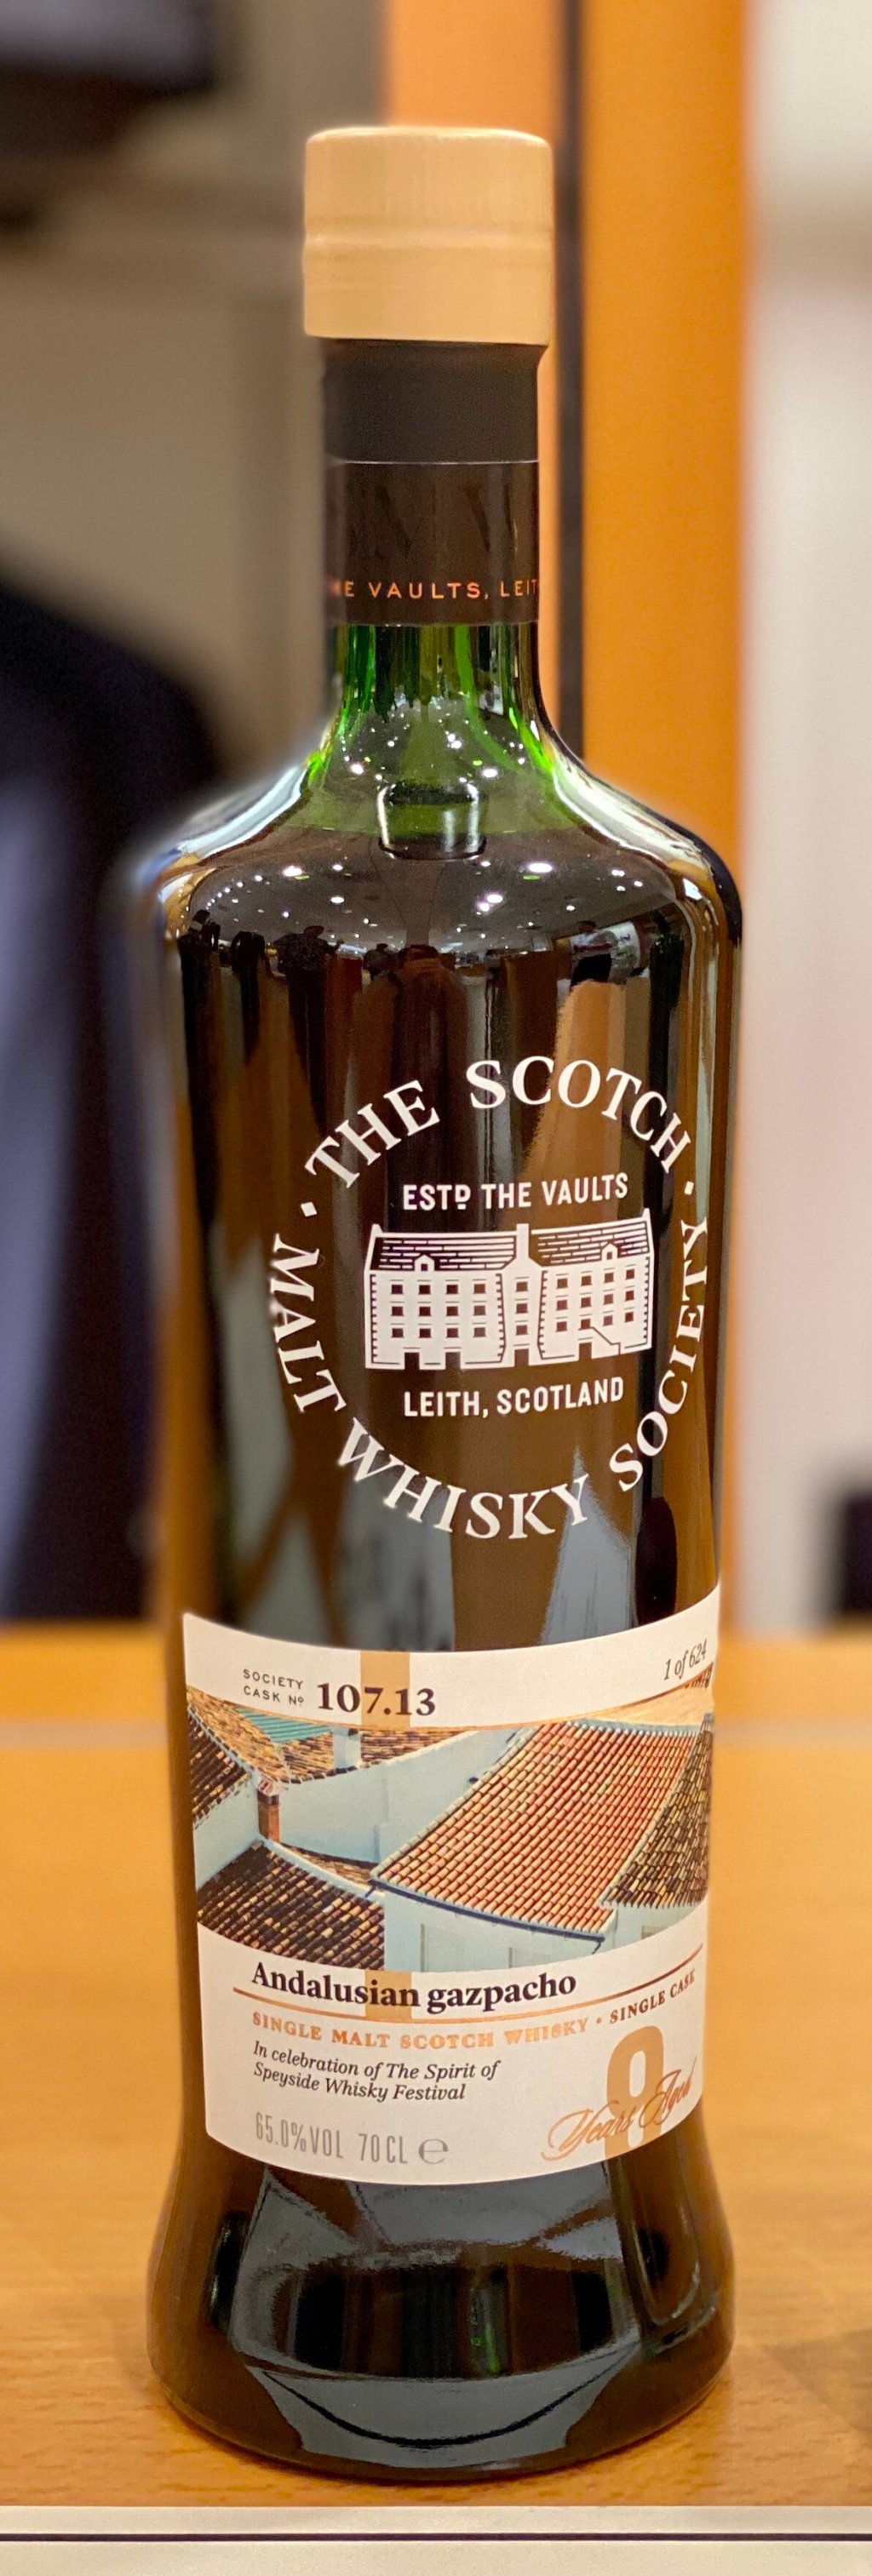 E VAULTS, LEIT
· THE SCOTCH ·
MALT WHISKY SOCIETY
ESTD THE VAULTS
LEITH, SCOTLAND
SOCIETY
CASK Nº 107.13
1 of 624
Andalusian gazpacho
SINGLE MALT SCOTCH WHISKY • SINGLE CASK
In celebration of The Spirit of
Speyside Whisky Festival
65.0%VOL 70CL ℮
Years Aged